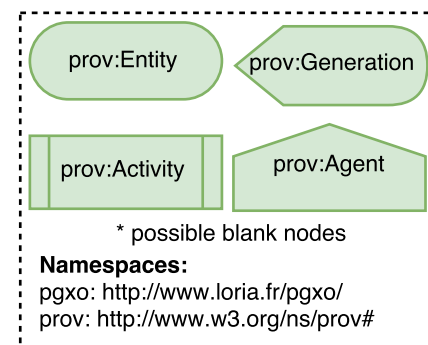 prov:Entity
prov:Generation
prov:Activity
prov:Agent
* possible blank nodes
Namespaces:
pgxo: http://www.loria.fr/pgxo/
prov: http://www.w3.org/ns/prov#